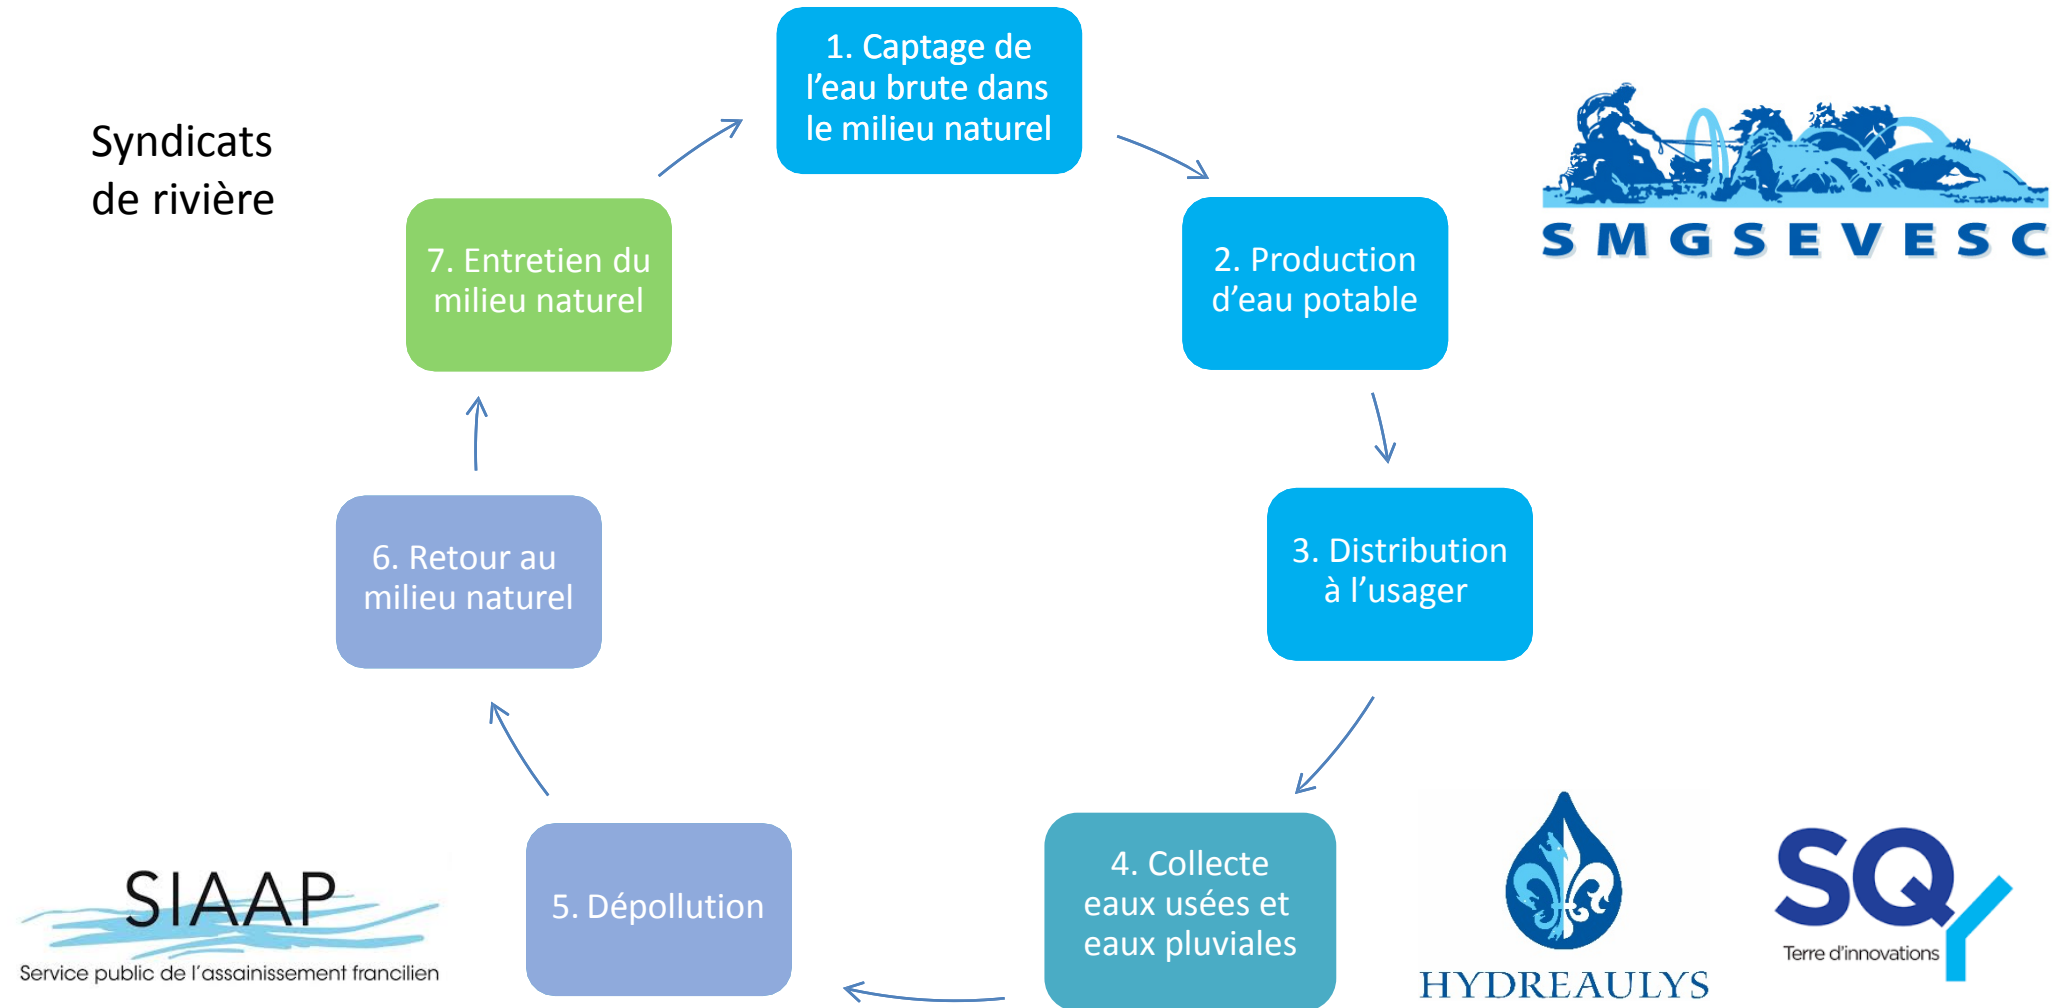 1. Captage de
l’eau brute dans
le milieu naturel
Syndicats
de rivière
SMGSEVESC
7. Entretien du
milieu naturel
2. Production
d’eau potable
3. Distribution
à l’usager
6. Retour au
milieu naturel
4. Collecte
eaux usées et
eaux pluviales
5. Dépollution
SIAAP
Service public de l’assainissement francilien
HYDREAULYS
SQY
Terre d'innovations